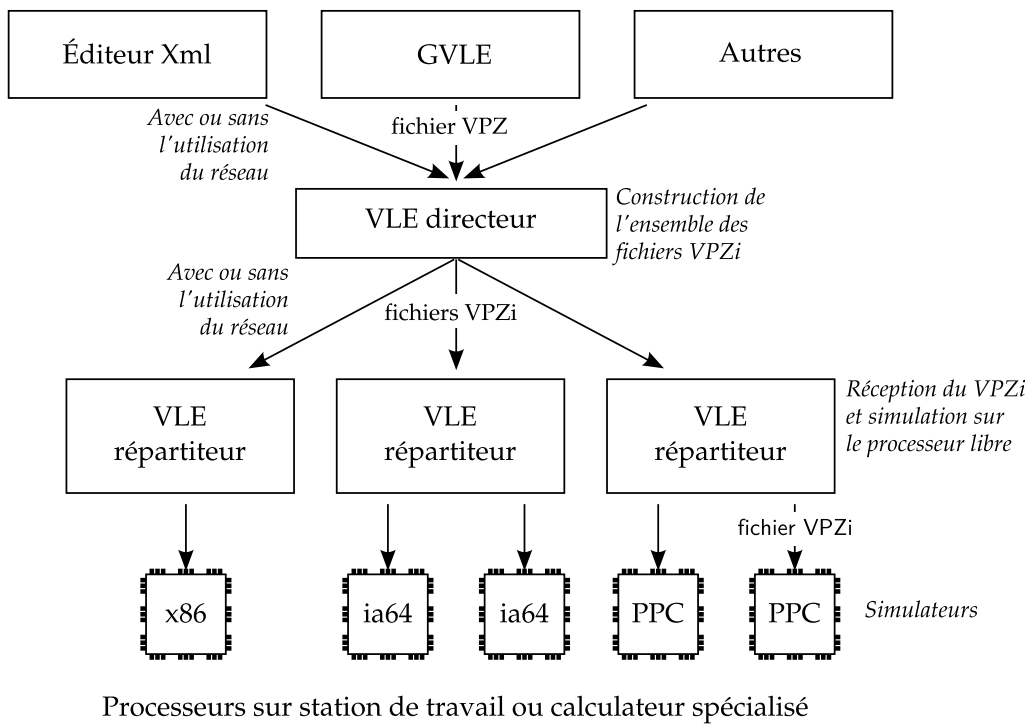 Éditeur Xml
GVLE
Autres
Avec ou sans
l'utilisation
du réseau
fichier VPZ
VLE directeur
Construction de
l'ensemble des
fichiers VPZi
Avec ou sans
l'utilisation
du réseau
fichiers VPZi
VLE
répartiteur
VLE
répartiteur
VLE
répartiteur
Réception du VPZi
et simulation sur
le processeur libre
fichier VPZi
x86
ia64
ia64
PPC
PPC
Simulateurs
Processeurs sur station de travail ou calculateur spécialisé